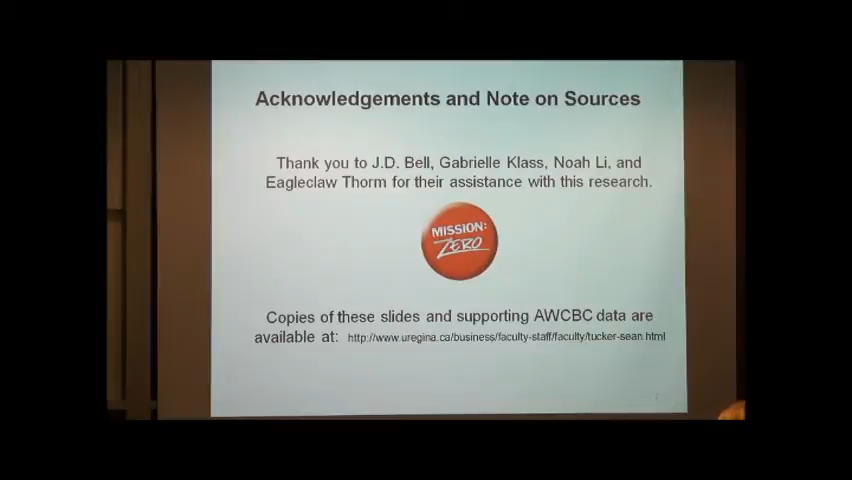 Acknowledgements and Note on Sources
Thank you to J.D. Bell, Gabrielle Klass, Noah Li, and
Eagleclaw Thorm for their assistance with this research.
MiSSiON:
ZERO
Copies of these slides and supporting AWCBC data are
available at: http://www.uregina.ca/business/faculty-staff/faculty/tucker-sean.html